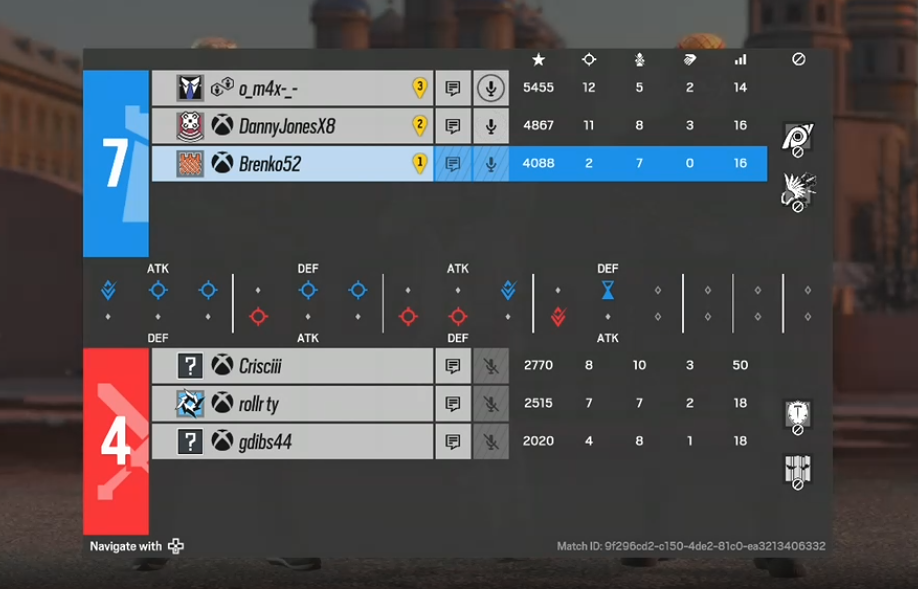 3 5455 12 5 2 14
o_m4x-_-
DannyJonesX8 2 4867 11 8 3 16
7
Brenko52 1 4088 2 7 0 16
ATK DEF ATK DEF
DEF ATK DEF ATK
? Crisciii 2770 8 10 3 50
rollr ty 2515 7 7 2 18
4
? gdibs44 2020 4 8 1 18
T
Navigate with
Match ID: 9f296cd2-c150-4de2-81c0-ea3213406332